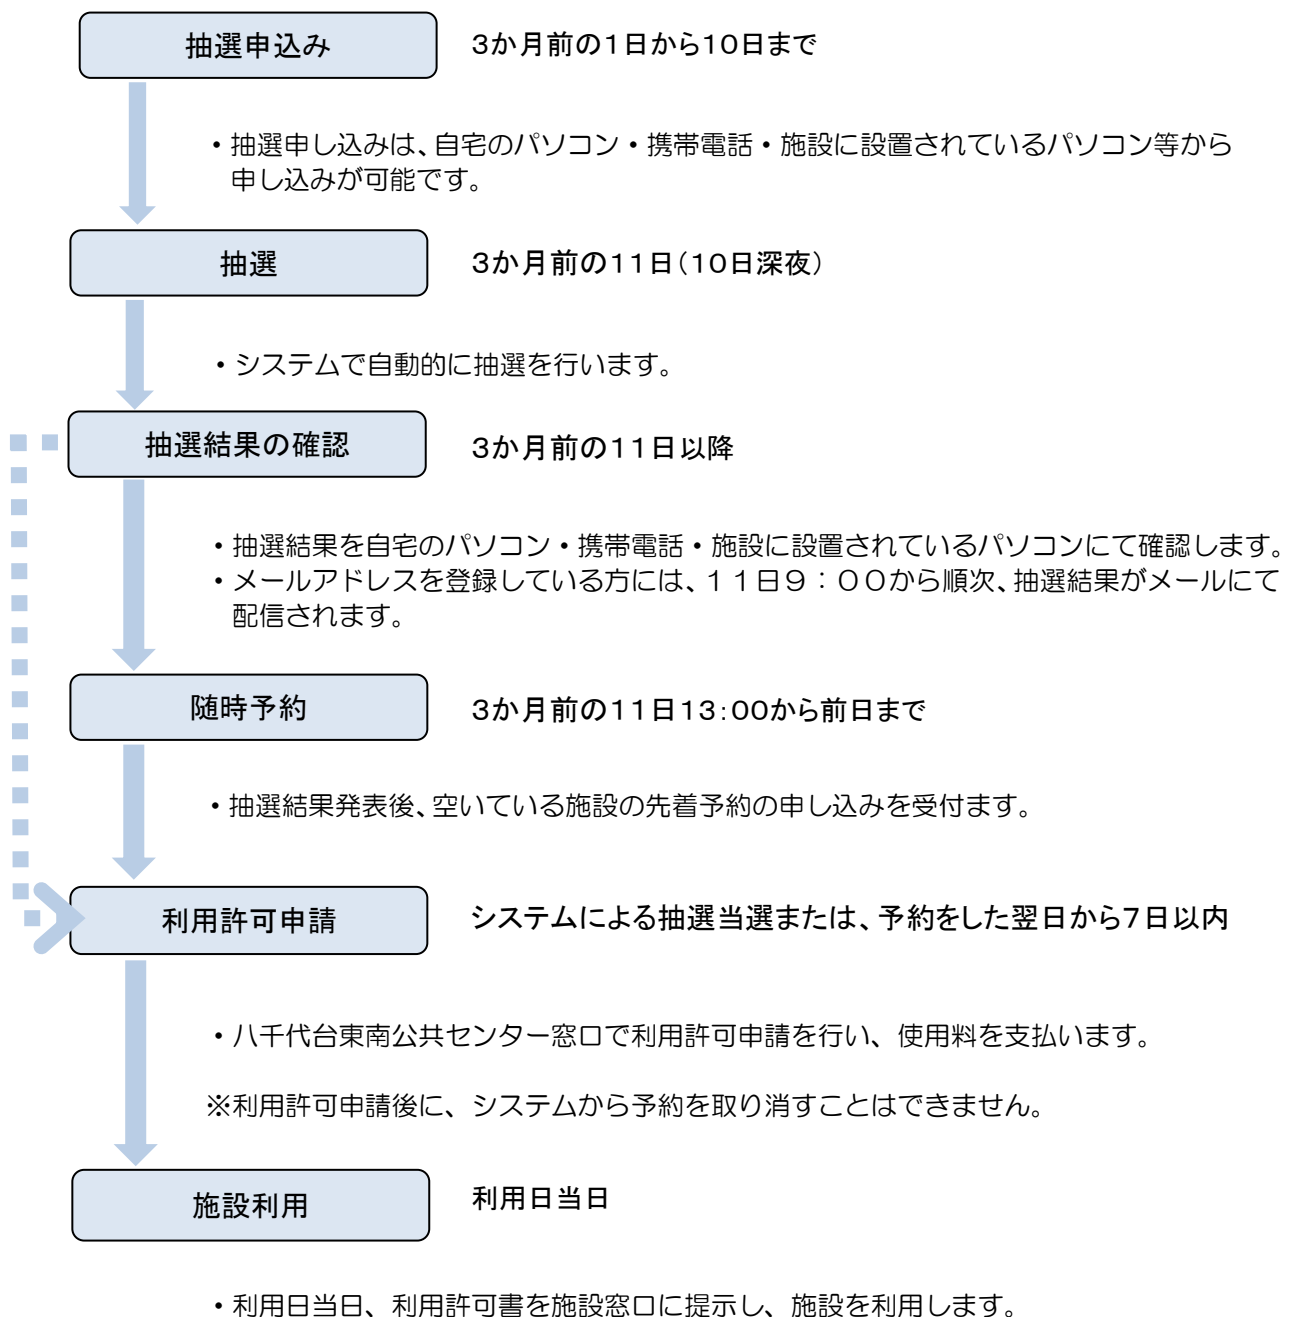 抽選申込み
3か月前の1日から10日まで
・抽選申し込みは、自宅のパソコン・携帯電話・施設に設置されているパソコン等から
申し込みが可能です。
抽選
3か月前の11日(10日深夜)
・システムで自動的に抽選を行います。
抽選結果の確認
3か月前の11日以降
・抽選結果を自宅のパソコン・携帯電話・施設に設置されているパソコンにて確認します。
・メールアドレスを登録している方には、11日9:00から順次、抽選結果がメールにて
配信されます。
随時予約
3か月前の11日13:00から前日まで
・抽選結果発表後、空いている施設の先着予約の申し込みを受付ます。
利用許可申請
システムによる抽選当選または、予約をした翌日から7日以内
・八千代台東南公共センター窓口で利用許可申請を行い、使用料を支払います。
※利用許可申請後に、システムから予約を取り消すことはできません。
施設利用
利用日当日
・利用日当日、利用許可書を施設窓口に提示し、施設を利用します。